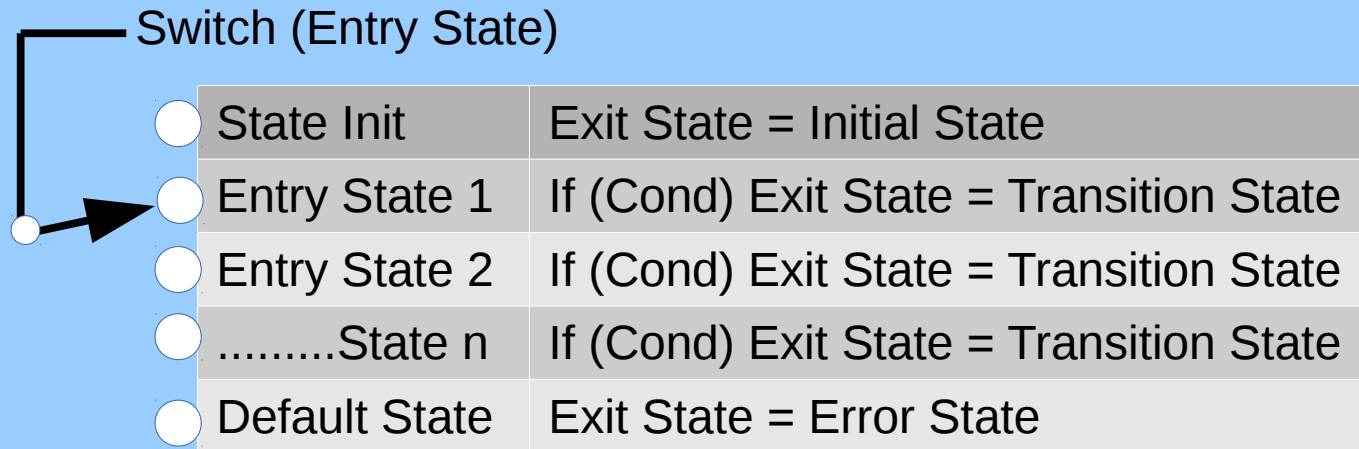 Switch (Entry State)
State Init Exit State = Initial State
Entry State 1 If (Cond) Exit State = Transition State
Entry State 2 If (Cond) Exit State = Transition State
.........State n If (Cond) Exit State = Transition State
Default State Exit State = Error State